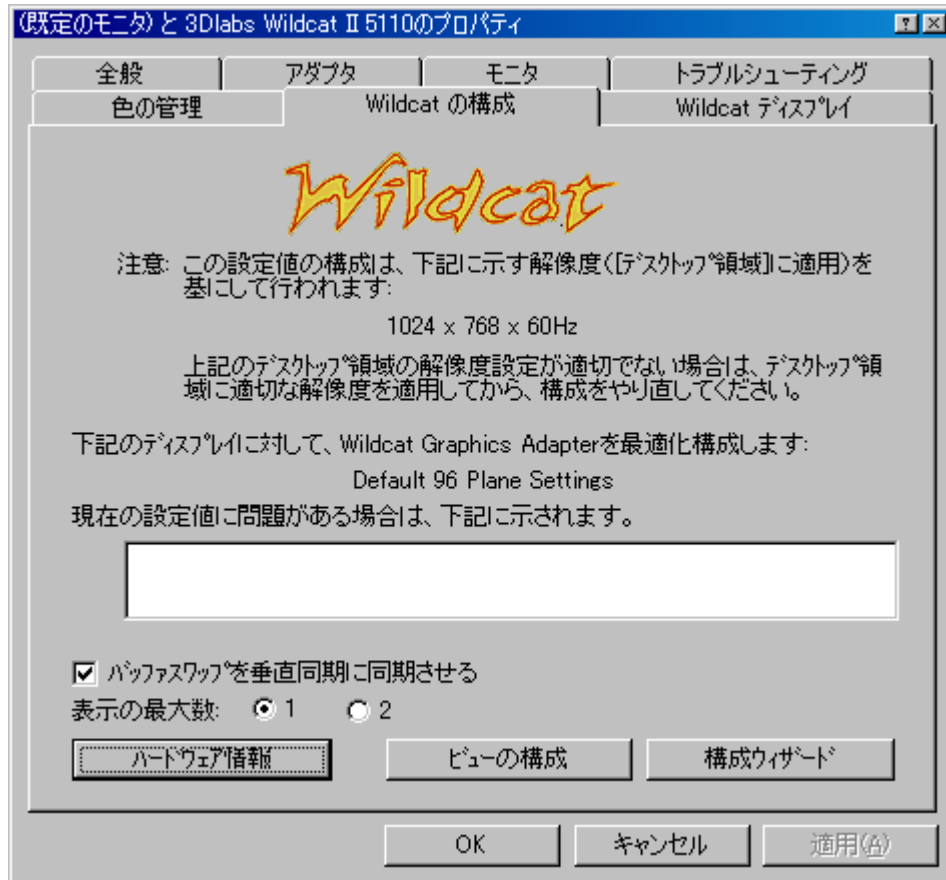 (既定のモニタ) と 3Dlabs Wildcat II 5110のプロパティ
全般 アダプタ モニタ トラブルシューティング
色の管理 Wildcat の構成 Wildcat ディスプレイ
Wildcat
注意: この設定値の構成は、下記に示す解像度([デスクトップ領域]に適用)を
基にして行われます:
1024 x 768 x 60Hz
上記のデスクトップ領域の解像度設定が適切でない場合は、デスクトップ領
域に適切な解像度を適用してから、構成をやり直してください。
下記のディスプレイに対して、Wildcat Graphics Adapterを最適化構成します:
Default 96 Plane Settings
現在の設定値に問題がある場合は、下記に示されます。
バッファスワップを垂直同期に同期させる
表示の最大数: 1 2
ハードウェア情報 ビューの構成 構成ウィザード
OK キャンセル 適用(A)